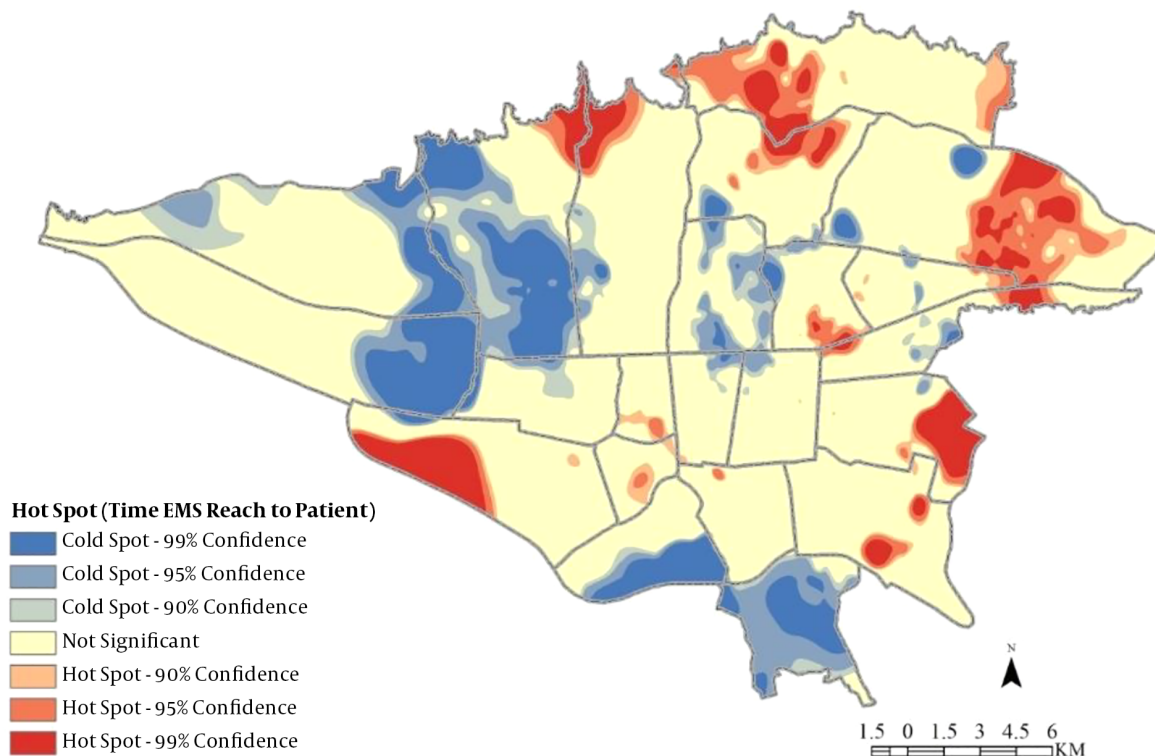 Hot Spot (Time EMS Reach to Patient)
Cold Spot - 99% Confidence
Cold Spot - 95% Confidence
Cold Spot - 90% Confidence
Not Significant
Hot Spot - 90% Confidence
Hot Spot - 95% Confidence
Hot Spot - 99% Confidence
N
1.5 0 1.5 3 4.5 6
KM